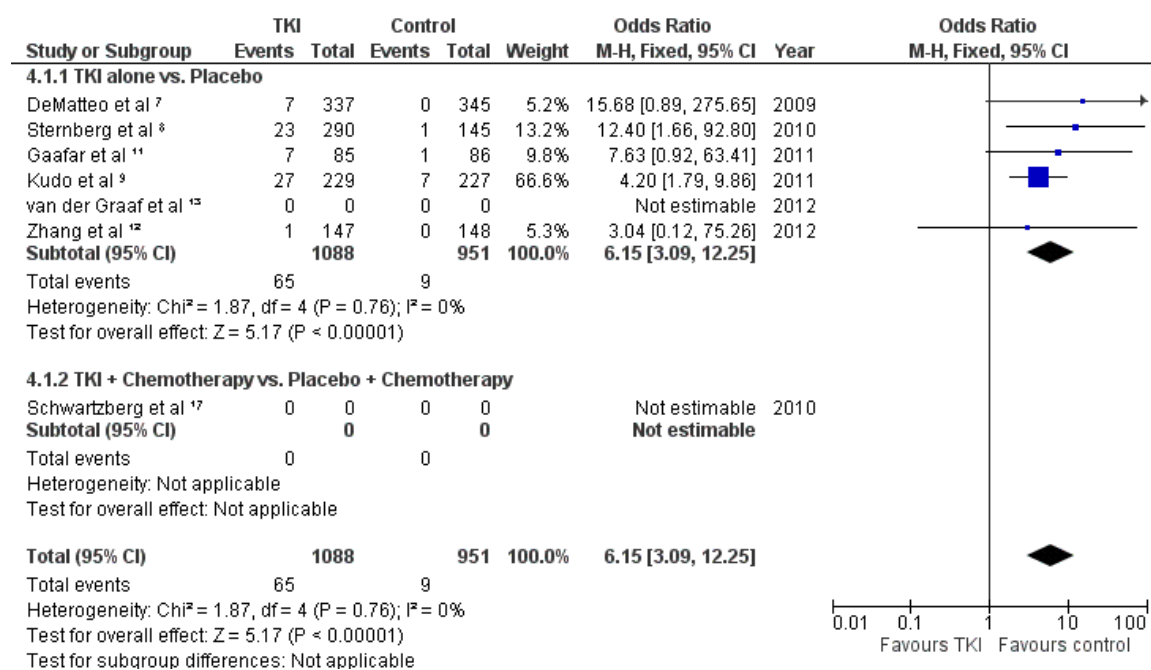 TKI Control Odds Ratio Odds Ratio
Study or Subgroup Events Total Events Total Weight M-H, Fixed, 95% CI Year M-H, Fixed, 95% CI
4.1.1 TKI alone vs. Placebo
DeMatteo et al ⁷ 7 337 0 345 5.2% 15.68 [0.89, 275.65] 2009
Sternberg et al ⁸ 23 290 1 145 13.2% 12.40 [1.66, 92.80] 2010
Gaafar et al ¹¹ 7 85 1 86 9.8% 7.63 [0.92, 63.41] 2011
Kudo et al ⁹ 27 229 7 227 66.6% 4.20 [1.79, 9.86] 2011
van der Graaf et al ¹³ 0 0 0 0 Not estimable 2012
Zhang et al ¹² 1 147 0 148 5.3% 3.04 [0.12, 75.26] 2012
Subtotal (95% CI) 1088 951 100.0% 6.15 [3.09, 12.25]
Total events 65 9
Heterogeneity: Chi² = 1.87, df = 4 (P = 0.76); I² = 0%
Test for overall effect: Z = 5.17 (P < 0.00001)
4.1.2 TKI + Chemotherapy vs. Placebo + Chemotherapy
Schwartzberg et al ¹⁷ 0 0 0 0 Not estimable 2010
Subtotal (95% CI) 0 0 Not estimable
Total events 0 0
Heterogeneity: Not applicable
Test for overall effect: Not applicable
Total (95% CI) 1088 951 100.0% 6.15 [3.09, 12.25]
Total events 65 9
Heterogeneity: Chi² = 1.87, df = 4 (P = 0.76); I² = 0%
Test for overall effect: Z = 5.17 (P < 0.00001)
Test for subgroup differences: Not applicable
0.01 0.1 1 10 100
Favours TKI Favours control